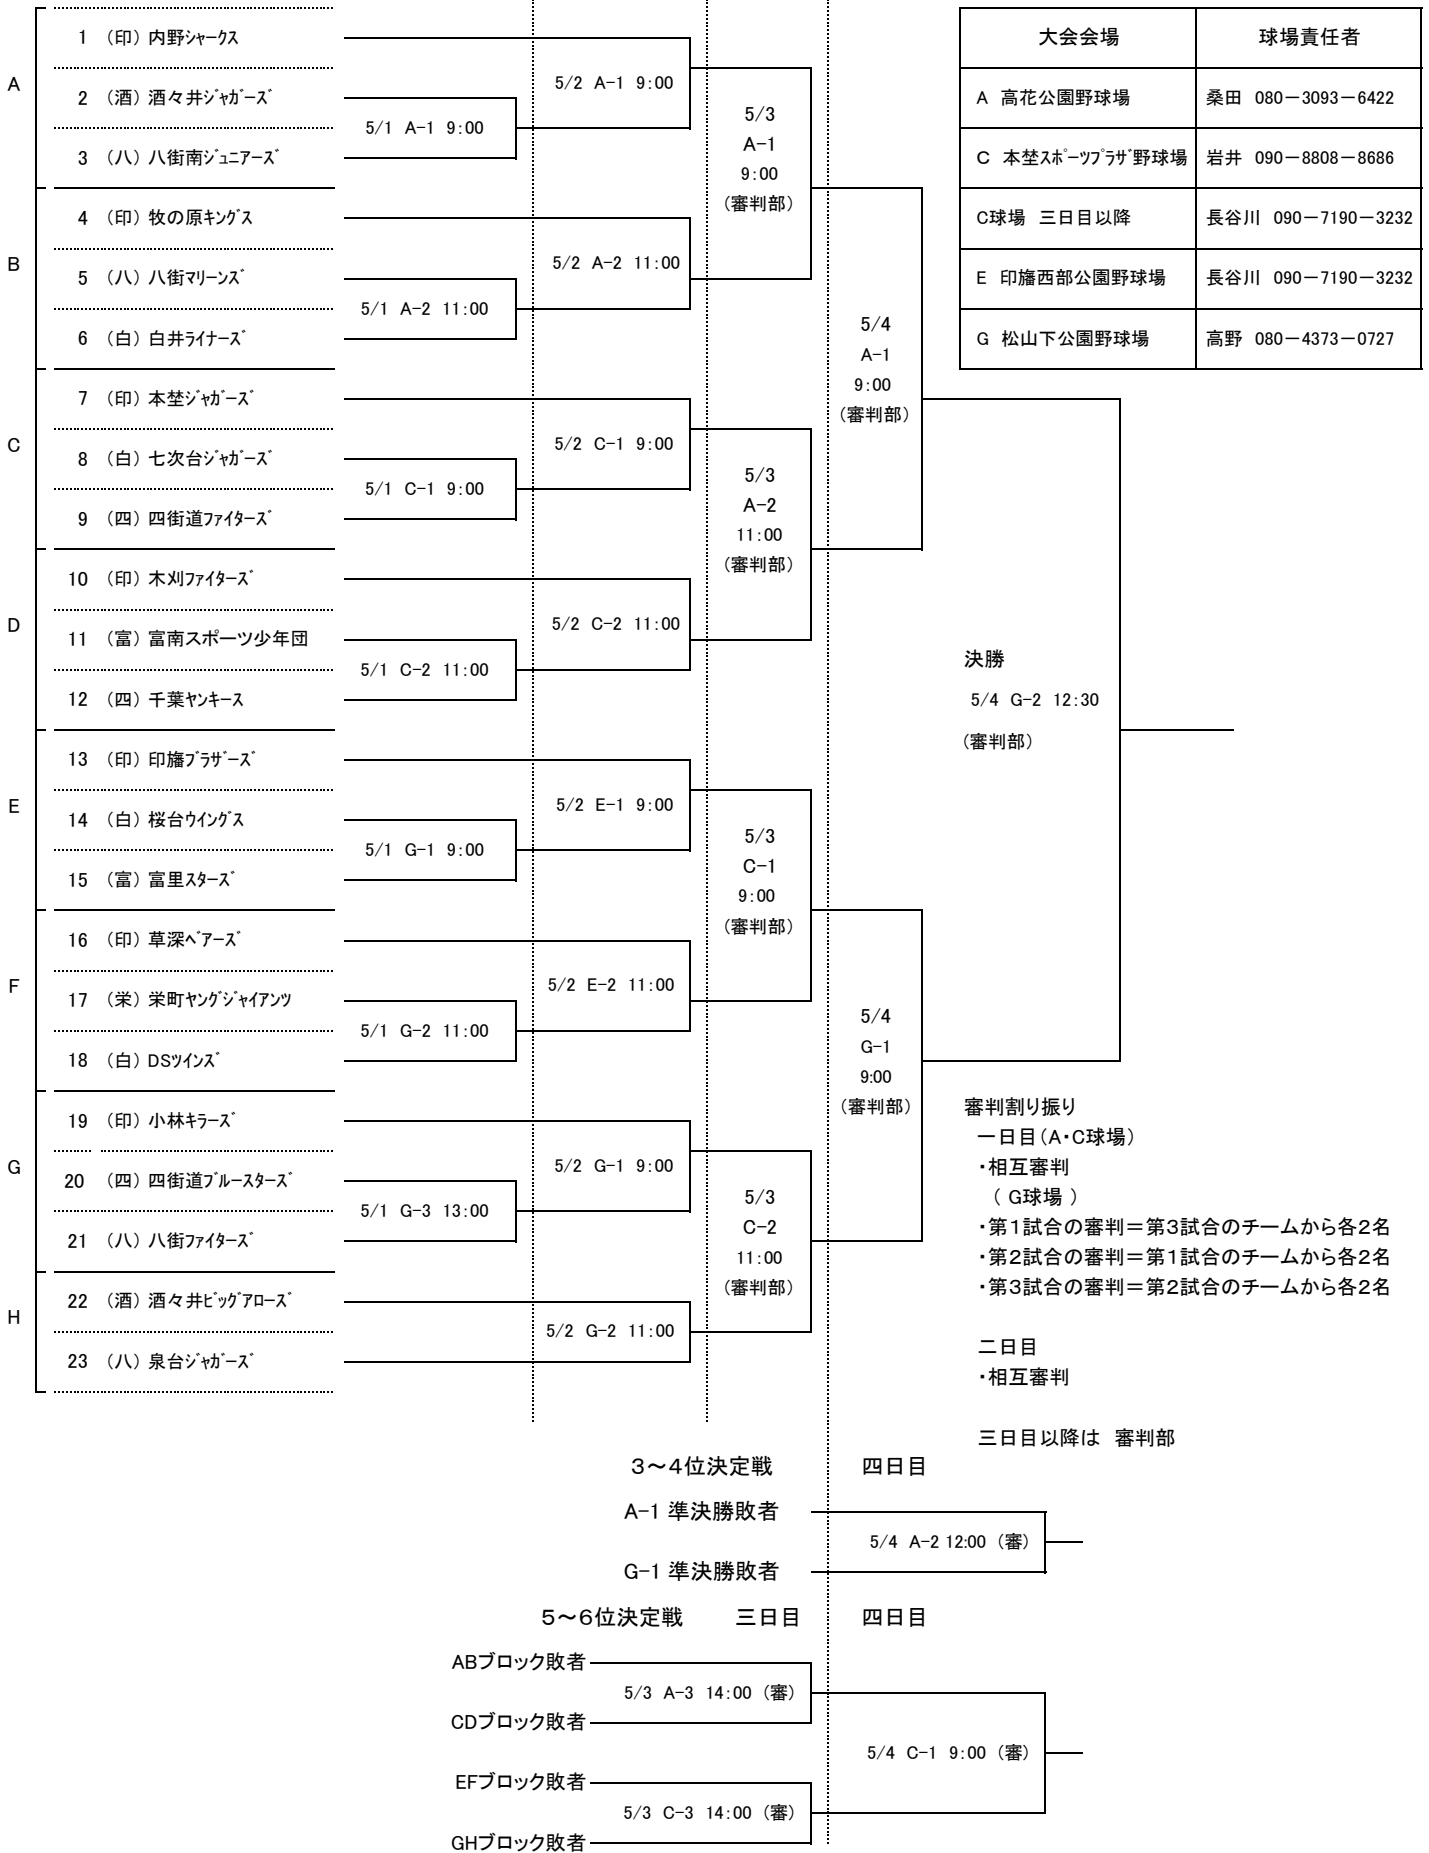 A
1 （印） 内野シャークス
2 （酒） 酒々井ジャガーズ
3 （八） 八街南ジュニアーズ
B
4 （印） 牧の原キングス
5 （八） 八街マリーンズ
6 （白） 白井ライナーズ
C
7 （印） 本埜ジャガーズ
8 （白） 七次台ジャガーズ
9 （四） 四街道ファイターズ
D
10 （印） 木刈ファイターズ
11 （富） 富南スポーツ少年団
12 （四） 千葉ヤンキース
E
13 （印） 印旛ブラザーズ
14 （白） 桜台ウイングス
15 （富） 富里スターズ
F
16 （印） 草深ベアーズ
17 （栄） 栄町ヤングジャイアンツ
18 （白） DSツインズ
G
19 （印） 小林キラーズ
20 （四） 四街道ブルースターズ
21 （八） 八街ファイターズ
H
22 （酒） 酒々井ビッグアローズ
23 （八） 泉台ジャガーズ
5/1 A-1 9:00
5/1 A-2 11:00
5/1 C-1 9:00
5/1 C-2 11:00
5/1 G-1 9:00
5/1 G-2 11:00
5/1 G-3 13:00
5/2 A-1 9:00
5/2 A-2 11:00
5/2 C-1 9:00
5/2 C-2 11:00
5/2 E-1 9:00
5/2 E-2 11:00
5/2 G-1 9:00
5/2 G-2 11:00
5/3
A-1
9:00
（審判部）
5/3
A-2
11:00
（審判部）
5/3
C-1
9:00
（審判部）
5/3
C-2
11:00
（審判部）
5/4
A-1
9:00
（審判部）
5/4
G-1
9:00
（審判部）
決勝
5/4 G-2 12:30
（審判部）
大会会場 球場責任者
A 高花公園野球場 桑田 080－3093－6422
C 本埜スポーツプラザ野球場 岩井 090－8808－8686
C球場 三日目以降 長谷川 090－7190－3232
E 印旛西部公園野球場 長谷川 090－7190－3232
G 松山下公園野球場 高野 080－4373－0727
審判割り振り
一日目（A・C球場）
・相互審判
（ G球場 ）
・第１試合の審判＝第３試合のチームから各２名
・第２試合の審判＝第１試合のチームから各２名
・第３試合の審判＝第２試合のチームから各２名
二日目
・相互審判
三日目以降は 審判部
３～４位決定戦 四日目
A-1 準決勝敗者
5/4 A-2 12:00 （審）
G-1 準決勝敗者
５～６位決定戦 三日目 四日目
ABブロック敗者
5/3 A-3 14:00 （審）
CDブロック敗者
5/4 C-1 9:00 （審）
EFブロック敗者
5/3 C-3 14:00 （審）
GHブロック敗者